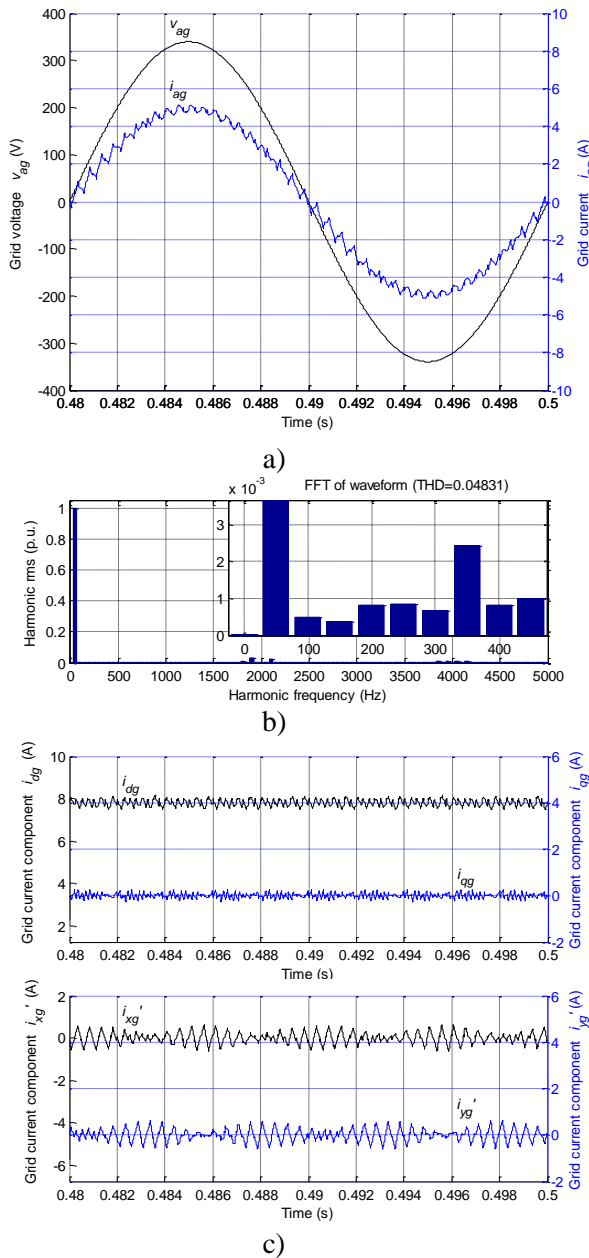 400
300
200
100
0
-100
-200
-300
-400
Grid voltage v_ag (V)
v_ag
i_ag
10
8
6
4
2
0
-2
-4
-6
-8
-10
Grid current
(A)
0.48 0.482 0.484 0.486 0.488 0.49 0.492 0.494 0.496 0.498 0.5
Time (s)
a)
FFT of waveform (THD=0.04831)
x 10^-3
3
2
1
0
0 100 200 300 400
1
0.8
0.6
0.4
0.2
0
Harmonic rms (p.u.)
0 500 1000 1500 2000 2500 3000 3500 4000 4500 5000
Harmonic frequency (Hz)
b)
10
8
6
4
2
Grid current component i_dg (A)
i_dg
i_qg
6
4
2
0
-2
Grid current component i_qg (A)
0.48 0.482 0.484 0.486 0.488 0.49 0.492 0.494 0.496 0.498 0.5
Time (s)
2
0
-2
-4
-6
Grid current component i_xg' (A)
i_xg'
i_yg'
6
4
2
0
-2
Grid current component i_yg' (A)
0.48 0.482 0.484 0.486 0.488 0.49 0.492 0.494 0.496 0.498 0.5
Time (s)
c)